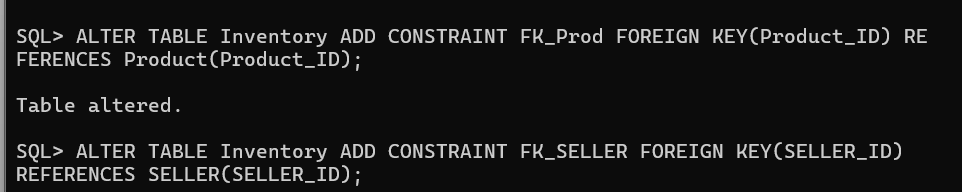 SQL> ALTER TABLE Inventory ADD CONSTRAINT FK_Prod FOREIGN KEY(Product_ID) RE
FERENCES Product(Product_ID);
Table altered.
SQL> ALTER TABLE Inventory ADD CONSTRAINT FK_SELLER FOREIGN KEY(SELLER_ID)
REFERENCES SELLER(SELLER_ID);